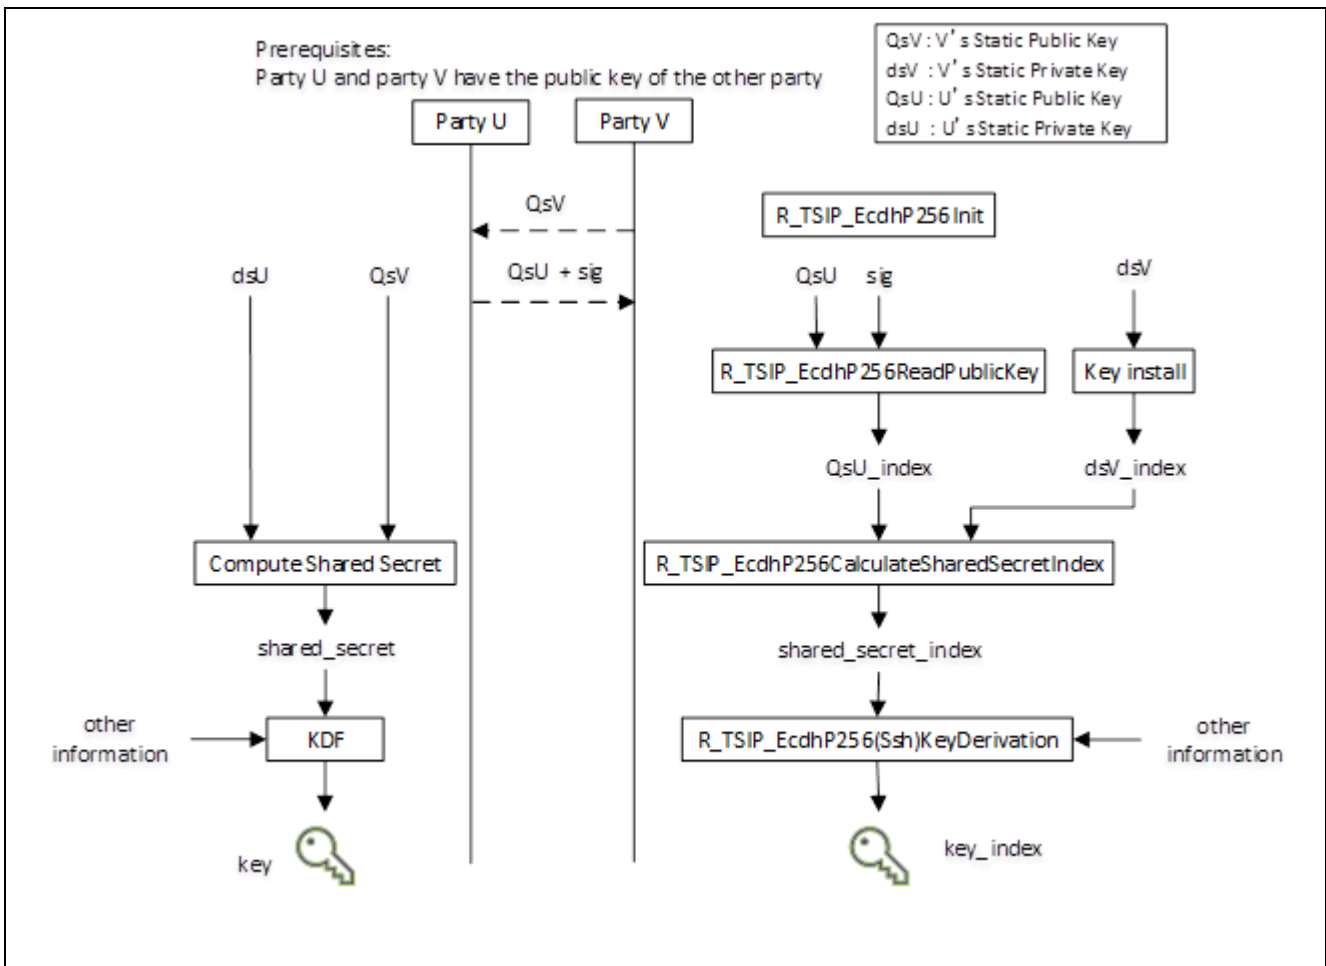 Prerequisites:
Party U and party V have the public key of the other party
QsV : V's Static Public Key
dsV : V's Static Private Key
QsU : U's Static Public Key
dsU : U's Static Private Key
Party U
Party V
QsV
R_TSIP_EcdhP256Init
QsU + sig
dsU
QsV
QsU
sig
dsV
R_TSIP_EcdhP256ReadPublicKey
Key install
QsU_index
dsV_index
Compute Shared Secret
R_TSIP_EcdhP256CalculateSharedSecretIndex
shared_secret
shared_secret_index
other
information
KDF
R_TSIP_EcdhP256(Ssh)KeyDerivation
other
information
key
key_index